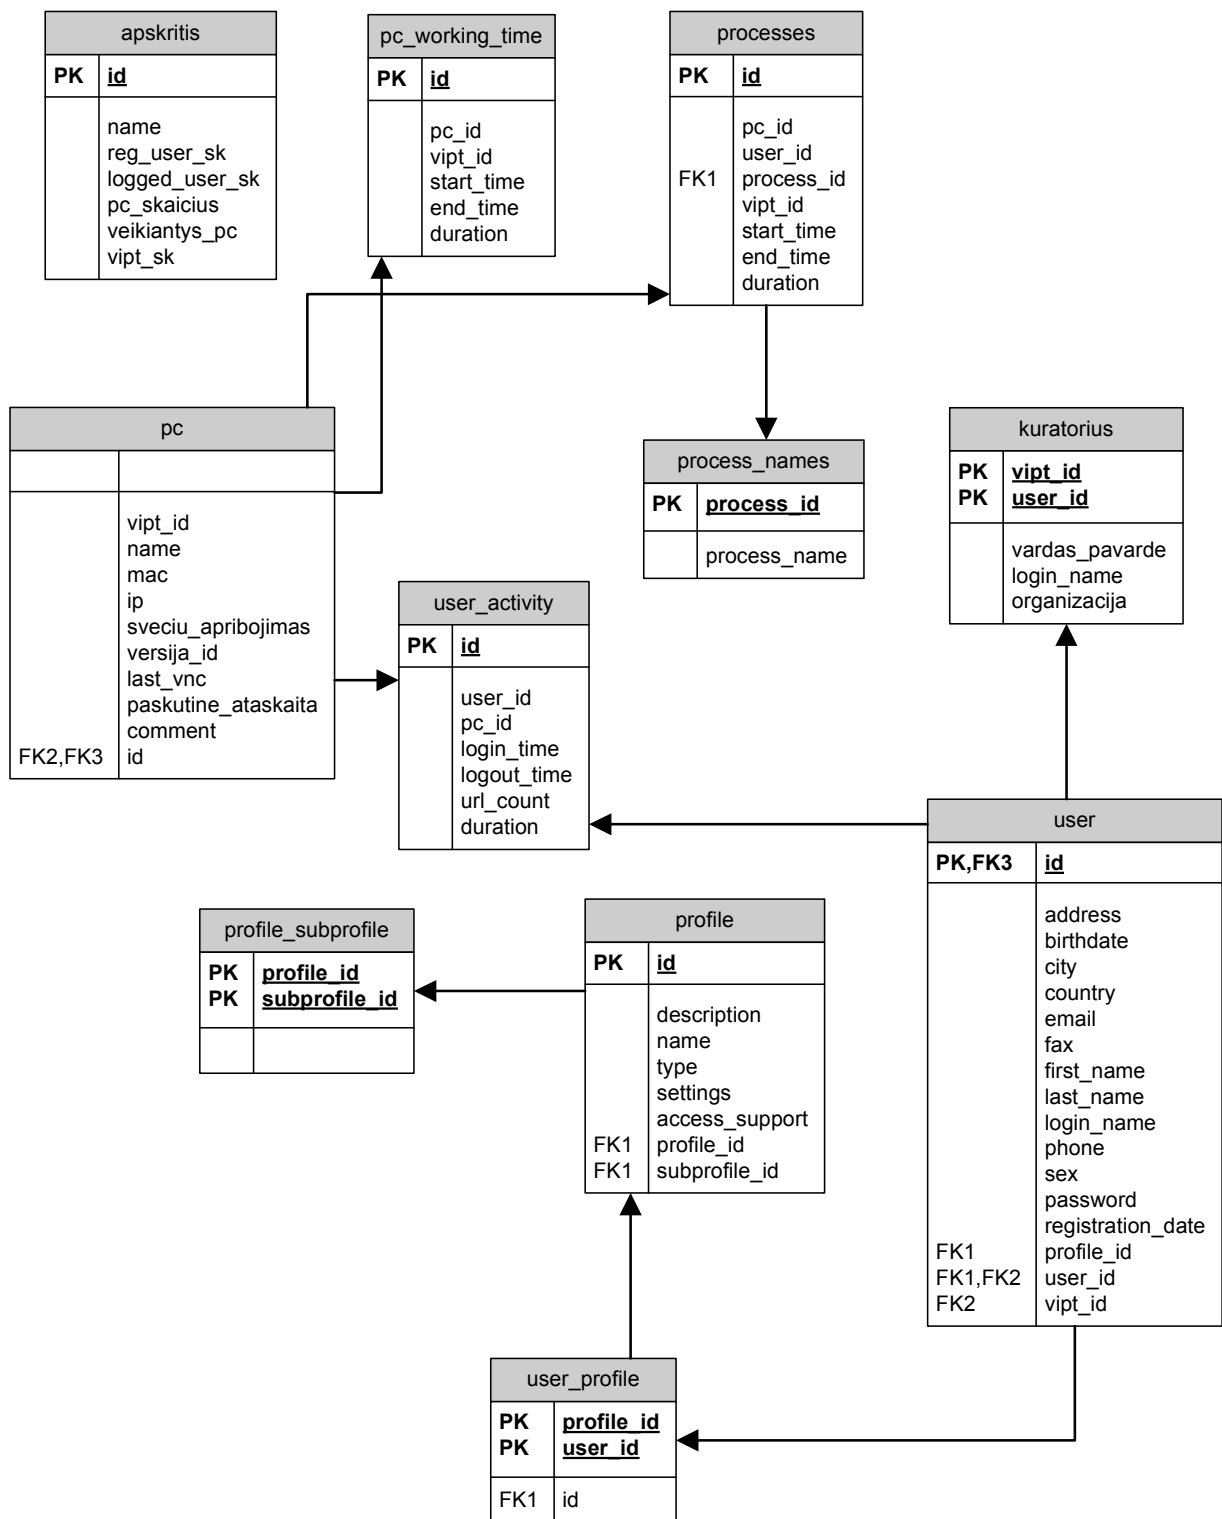 apskritis
PK id
name
reg_user_sk
logged_user_sk
pc_skaicius
veikiantys_pc
vipt_sk
pc_working_time
PK id
pc_id
vipt_id
start_time
end_time
duration
processes
PK id
pc_id
user_id
FK1 process_id
vipt_id
start_time
end_time
duration
pc
vipt_id
name
mac
ip
sveciu_apribojimas
versija_id
last_vnc
paskutine_ataskaita
comment
FK2,FK3 id
process_names
PK process_id
process_name
kuratorius
PK vipt_id
PK user_id
vardas_pavarde
login_name
organizacija
user_activity
PK id
user_id
pc_id
login_time
logout_time
url_count
duration
user
PK,FK3 id
address
birthdate
city
country
email
fax
first_name
last_name
login_name
phone
sex
password
registration_date
FK1 profile_id
FK1,FK2 user_id
FK2 vipt_id
profile_subprofile
PK profile_id
PK subprofile_id
profile
PK id
description
name
type
settings
access_support
FK1 profile_id
FK1 subprofile_id
user_profile
PK profile_id
PK user_id
FK1 id